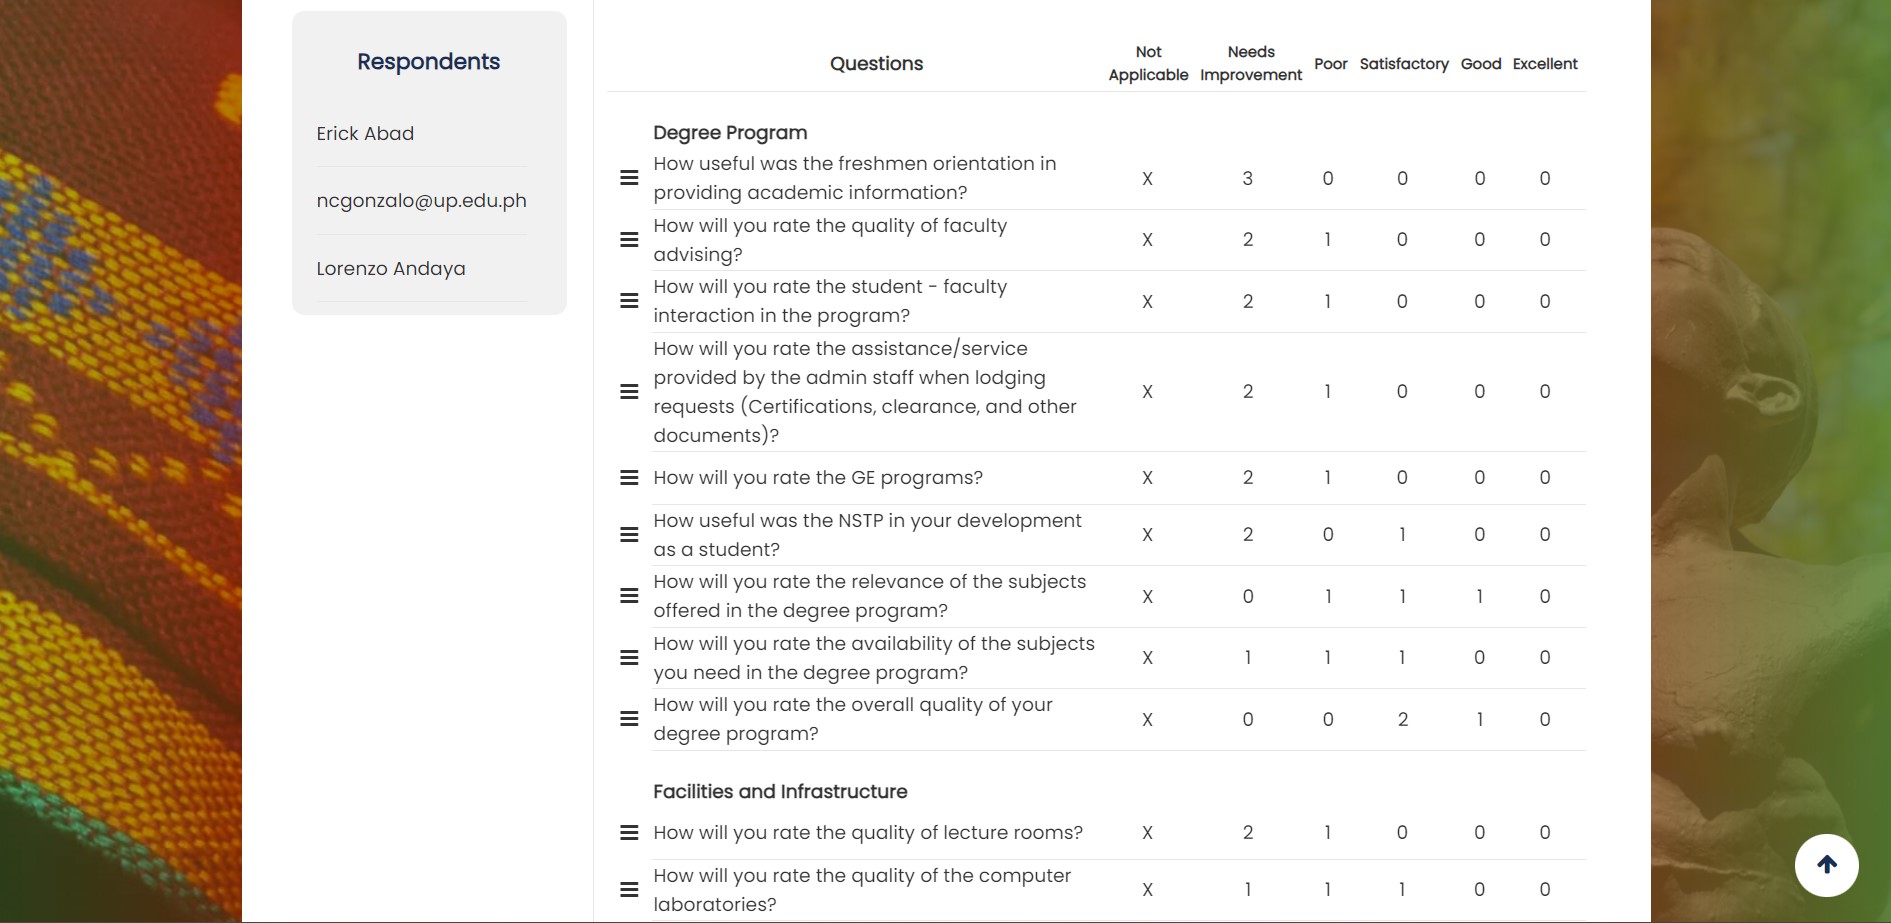 Respondents
Erick Abad
ncgonzalo@up.edu.ph
Lorenzo Andaya
Questions
Not Applicable
Needs Improvement
Poor
Satisfactory
Good
Excellent
Degree Program
How useful was the freshmen orientation in
providing academic information?
X 3 0 0 0 0
How will you rate the quality of faculty
advising?
X 2 1 0 0 0
How will you rate the student - faculty
interaction in the program?
X 2 1 0 0 0
How will you rate the assistance/service
provided by the admin staff when lodging
requests (Certifications, clearance, and other
documents)?
X 2 1 0 0 0
How will you rate the GE programs?
X 2 1 0 0 0
How useful was the NSTP in your development
as a student?
X 2 0 1 0 0
How will you rate the relevance of the subjects
offered in the degree program?
X 0 1 1 1 0
How will you rate the availability of the subjects
you need in the degree program?
X 1 1 1 0 0
How will you rate the overall quality of your
degree program?
X 0 0 2 1 0
Facilities and Infrastructure
How will you rate the quality of lecture rooms?
X 2 1 0 0 0
How will you rate the quality of the computer
laboratories?
X 1 1 1 0 0